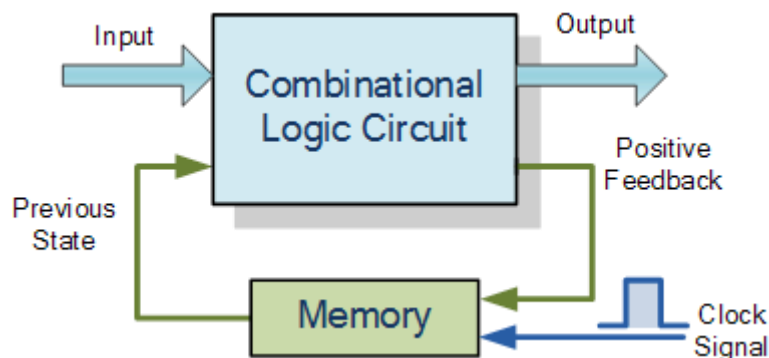 Input
Output
Combinational
Logic Circuit
Positive
Feedback
Previous
State
Memory
Clock
Signal